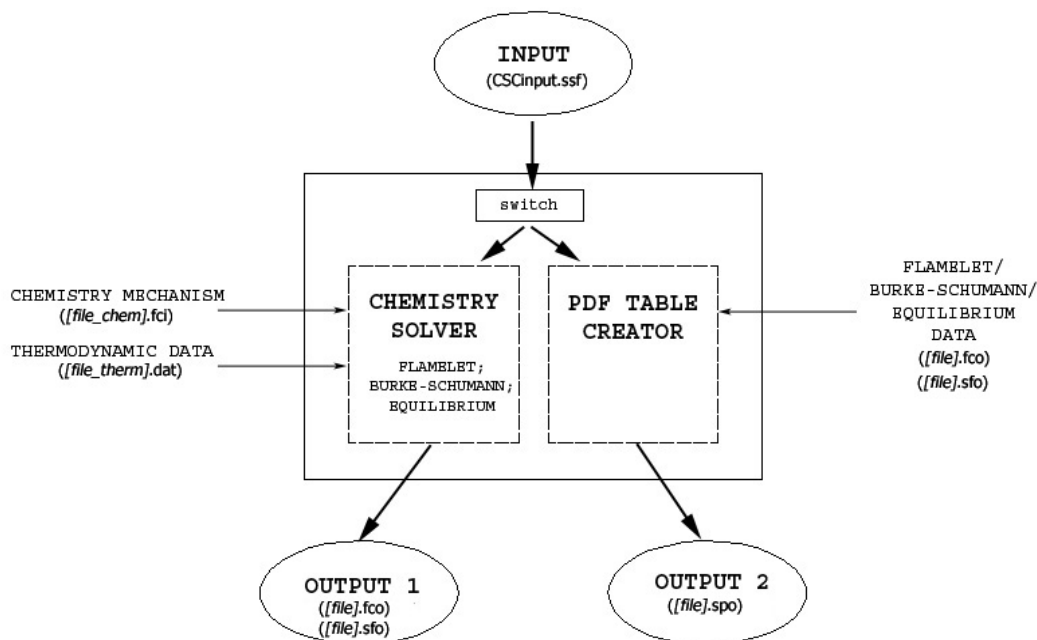 INPUT
(CSCinput.ssf)
switch
CHEMISTRY MECHANISM
([file_chem].fci)
THERMODYNAMIC DATA
([file_therm].dat)
CHEMISTRY
SOLVER
FLAMELET;
BURKE-SCHUMANN;
EQUILIBRIUM
PDF TABLE
CREATOR
FLAMELET/
BURKE-SCHUMANN/
EQUILIBRIUM
DATA
([file].fco)
([file].sfo)
OUTPUT 1
([file].fco)
([file].sfo)
OUTPUT 2
([file].spo)